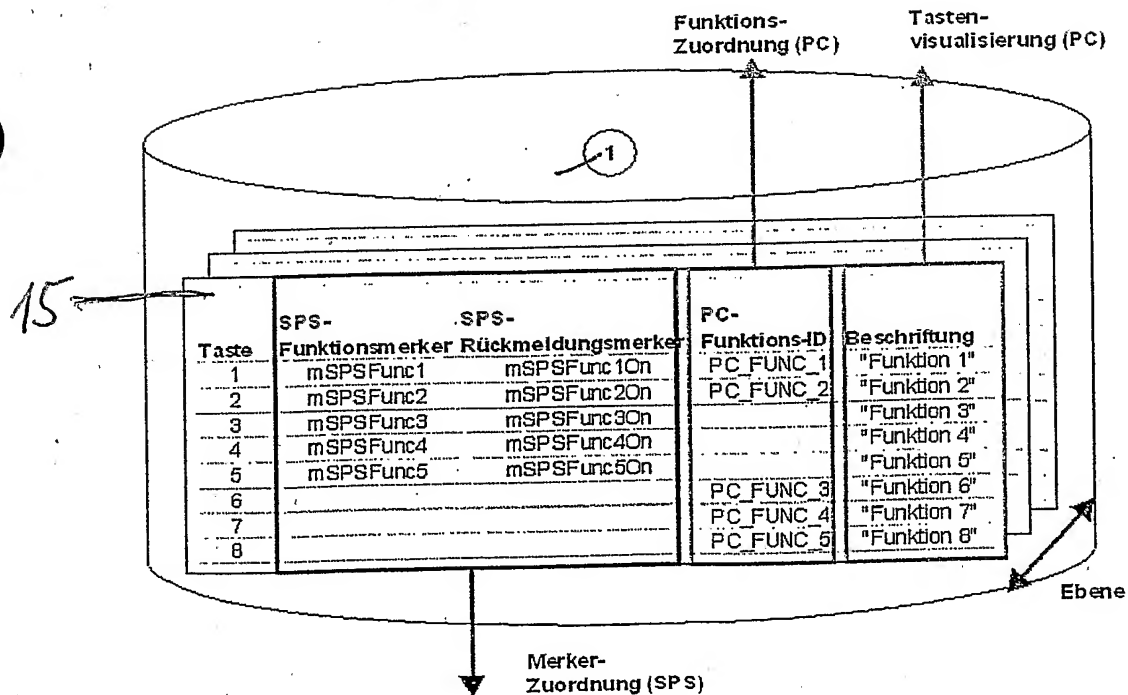 Funktions-
Zuordnung (PC)
Tasten-
visualisierung (PC)
1
15
Taste
SPS-
Funktionsmerker
SPS-
Rückmeldungsmerker
PC-
Funktions-ID
Beschriftung
1 mSPSFunc1 mSPSFunc1On PC_FUNC_1 "Funktion 1"
2 mSPSFunc2 mSPSFunc2On PC_FUNC_2 "Funktion 2"
3 mSPSFunc3 mSPSFunc3On "Funktion 3"
4 mSPSFunc4 mSPSFunc4On "Funktion 4"
5 mSPSFunc5 mSPSFunc5On "Funktion 5"
6 PC_FUNC_3 "Funktion 6"
7 PC_FUNC_4 "Funktion 7"
8 PC_FUNC_5 "Funktion 8"
Ebene
Merker-
Zuordnung (SPS)